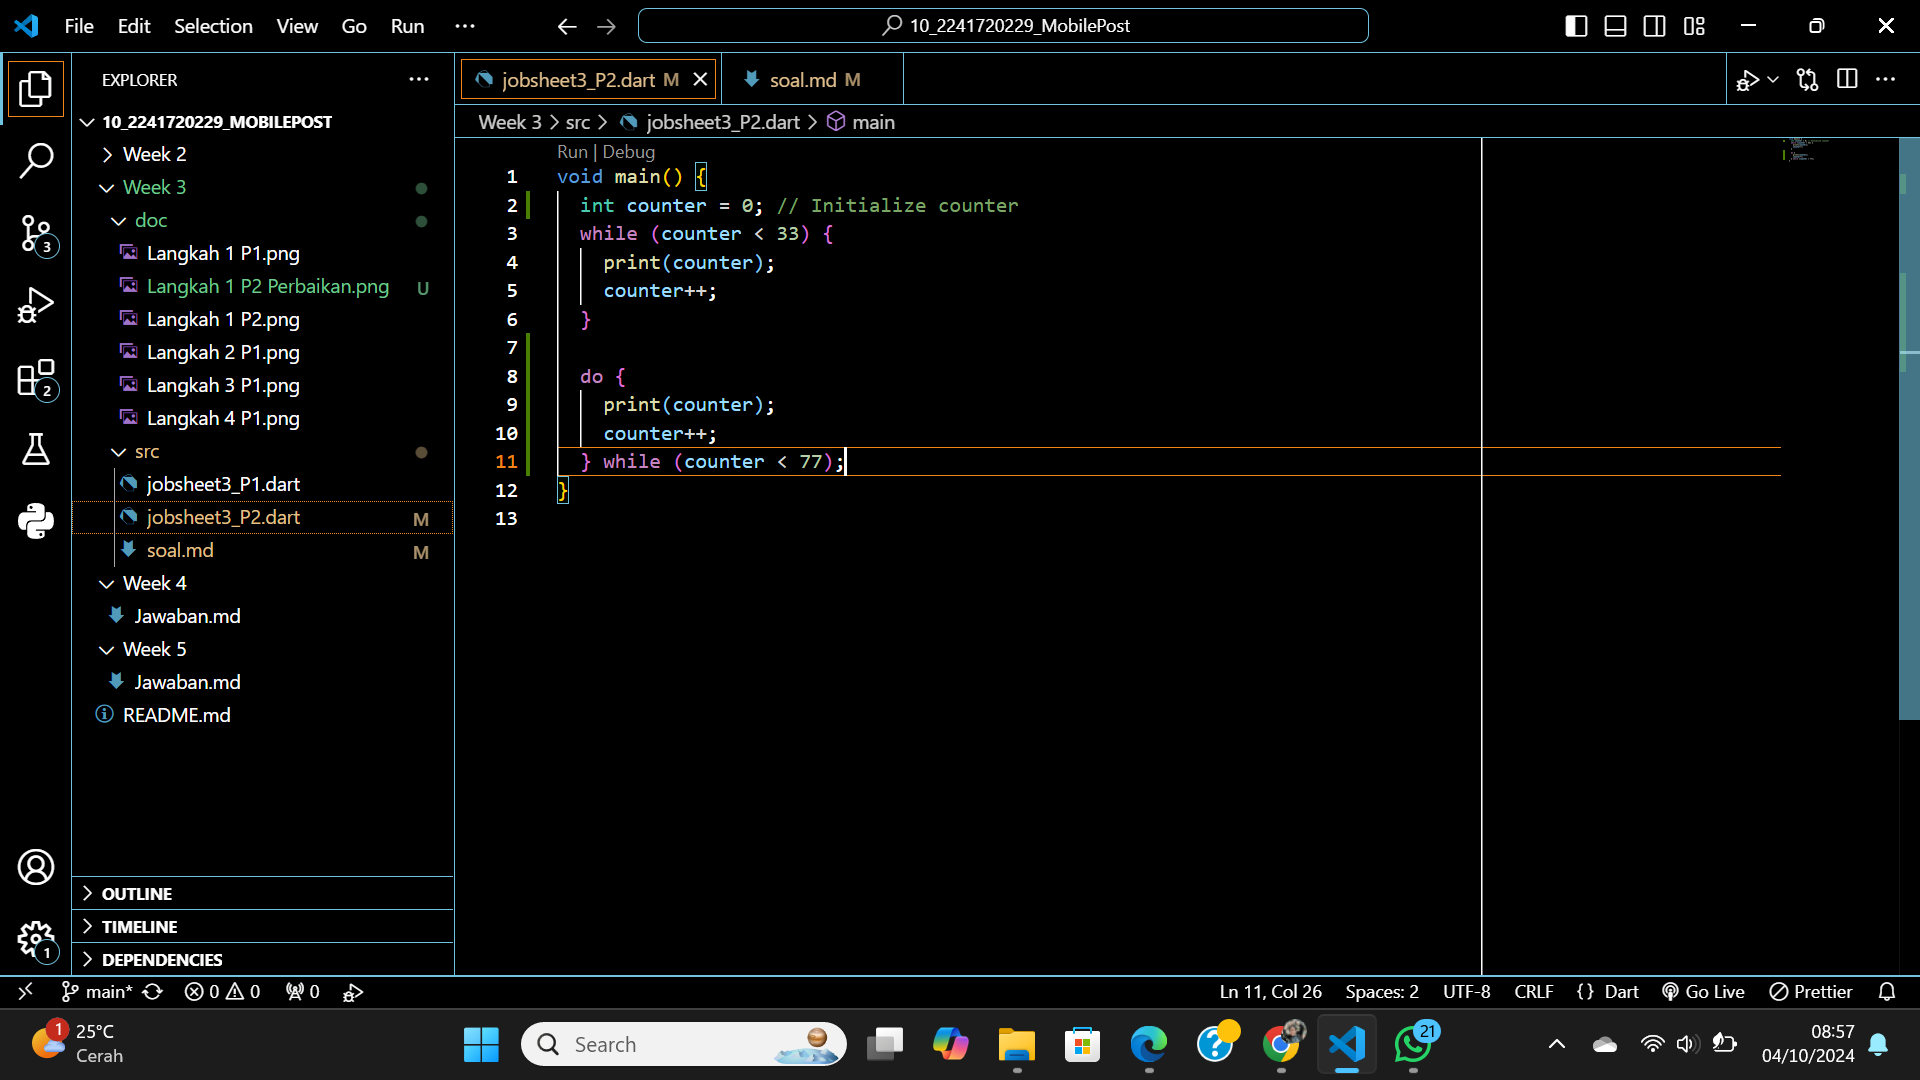 File Edit Selection View Go Run ···
10_2241720229_MobilePost
EXPLORER
10_2241720229_MOBILEPOST
Week 2
Week 3
doc
Langkah 1 P1.png
Langkah 1 P2 Perbaikan.png U
Langkah 1 P2.png
Langkah 2 P1.png
Langkah 3 P1.png
Langkah 4 P1.png
src
jobsheet3_P1.dart
jobsheet3_P2.dart M
soal.md M
Week 4
Jawaban.md
Week 5
Jawaban.md
README.md
OUTLINE
TIMELINE
DEPENDENCIES
3
2
1
jobsheet3_P2.dart M
soal.md M
Week 3 > src > jobsheet3_P2.dart > main
Run | Debug
1 void main() {
2 int counter = 0; // Initialize counter
3 while (counter < 33) {
4 print(counter);
5 counter++;
6 }
7
8 do {
9 print(counter);
10 counter++;
11 } while (counter < 77);
12 }
13
main* 0 0 0
Ln 11, Col 26 Spaces: 2 UTF-8 CRLF {} Dart Go Live Prettier
1
25°C
Cerah
Search
21
08:57
04/10/2024